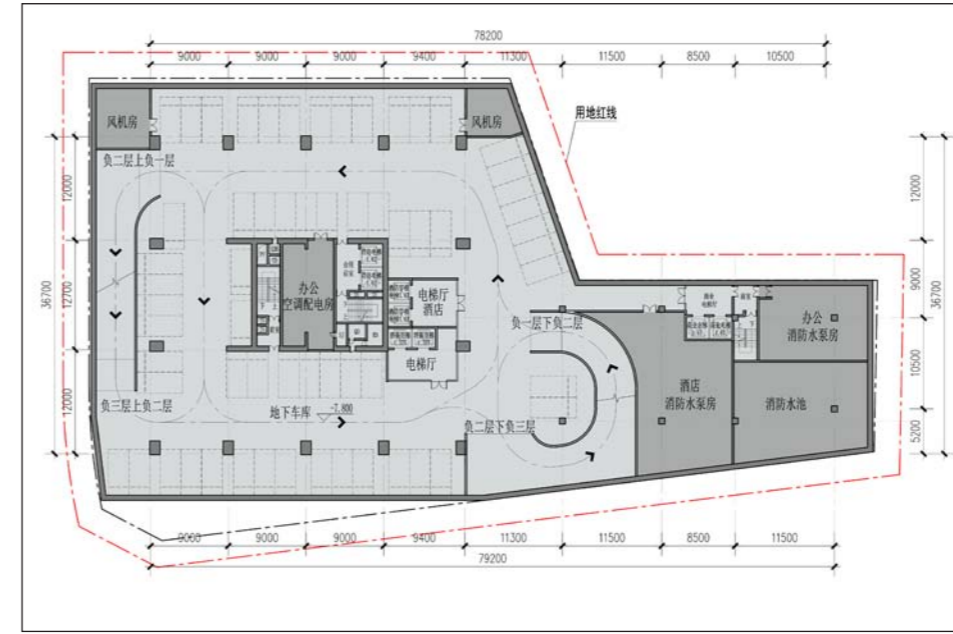 78200
9000
9000
9000
9400
11300
11500
8500
10500
用地红线
风机房
风机房
负二层上负一层
12000
12700
12000
36700
12000
9000
10500
5200
36700
办公
空调配电房
电梯厅
酒店
电梯厅
负一层下负二层
办公
消防水泵房
酒店
消防水泵房
消防水池
负三层上负二层
地下车库
-7.800
负二层下负三层
9000
9000
9000
9400
11300
11500
8500
11500
79200